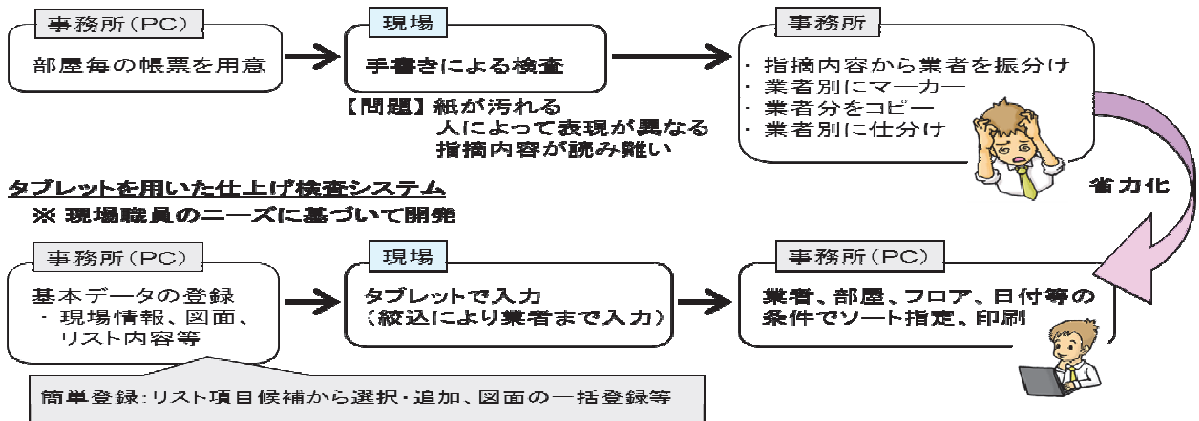 事務所(PC)
部屋毎の帳票を用意
現場
手書きによる検査
【問題】紙が汚れる
人によって表現が異なる
指摘内容が読み難い
事務所
・指摘内容から業者を振分け
・業者別にマーカー
・業者分をコピー
・業者別に仕分け
省力化
タブレットを用いた仕上げ検査システム
※ 現場職員のニーズに基づいて開発
事務所(PC)
基本データの登録
・現場情報、図面、
リスト内容等
現場
タブレットで入力
(絞込により業者まで入力)
事務所(PC)
業者、部屋、フロア、日付等の
条件でソート指定、印刷
簡単登録:リスト項目候補から選択・追加、図面の一括登録等